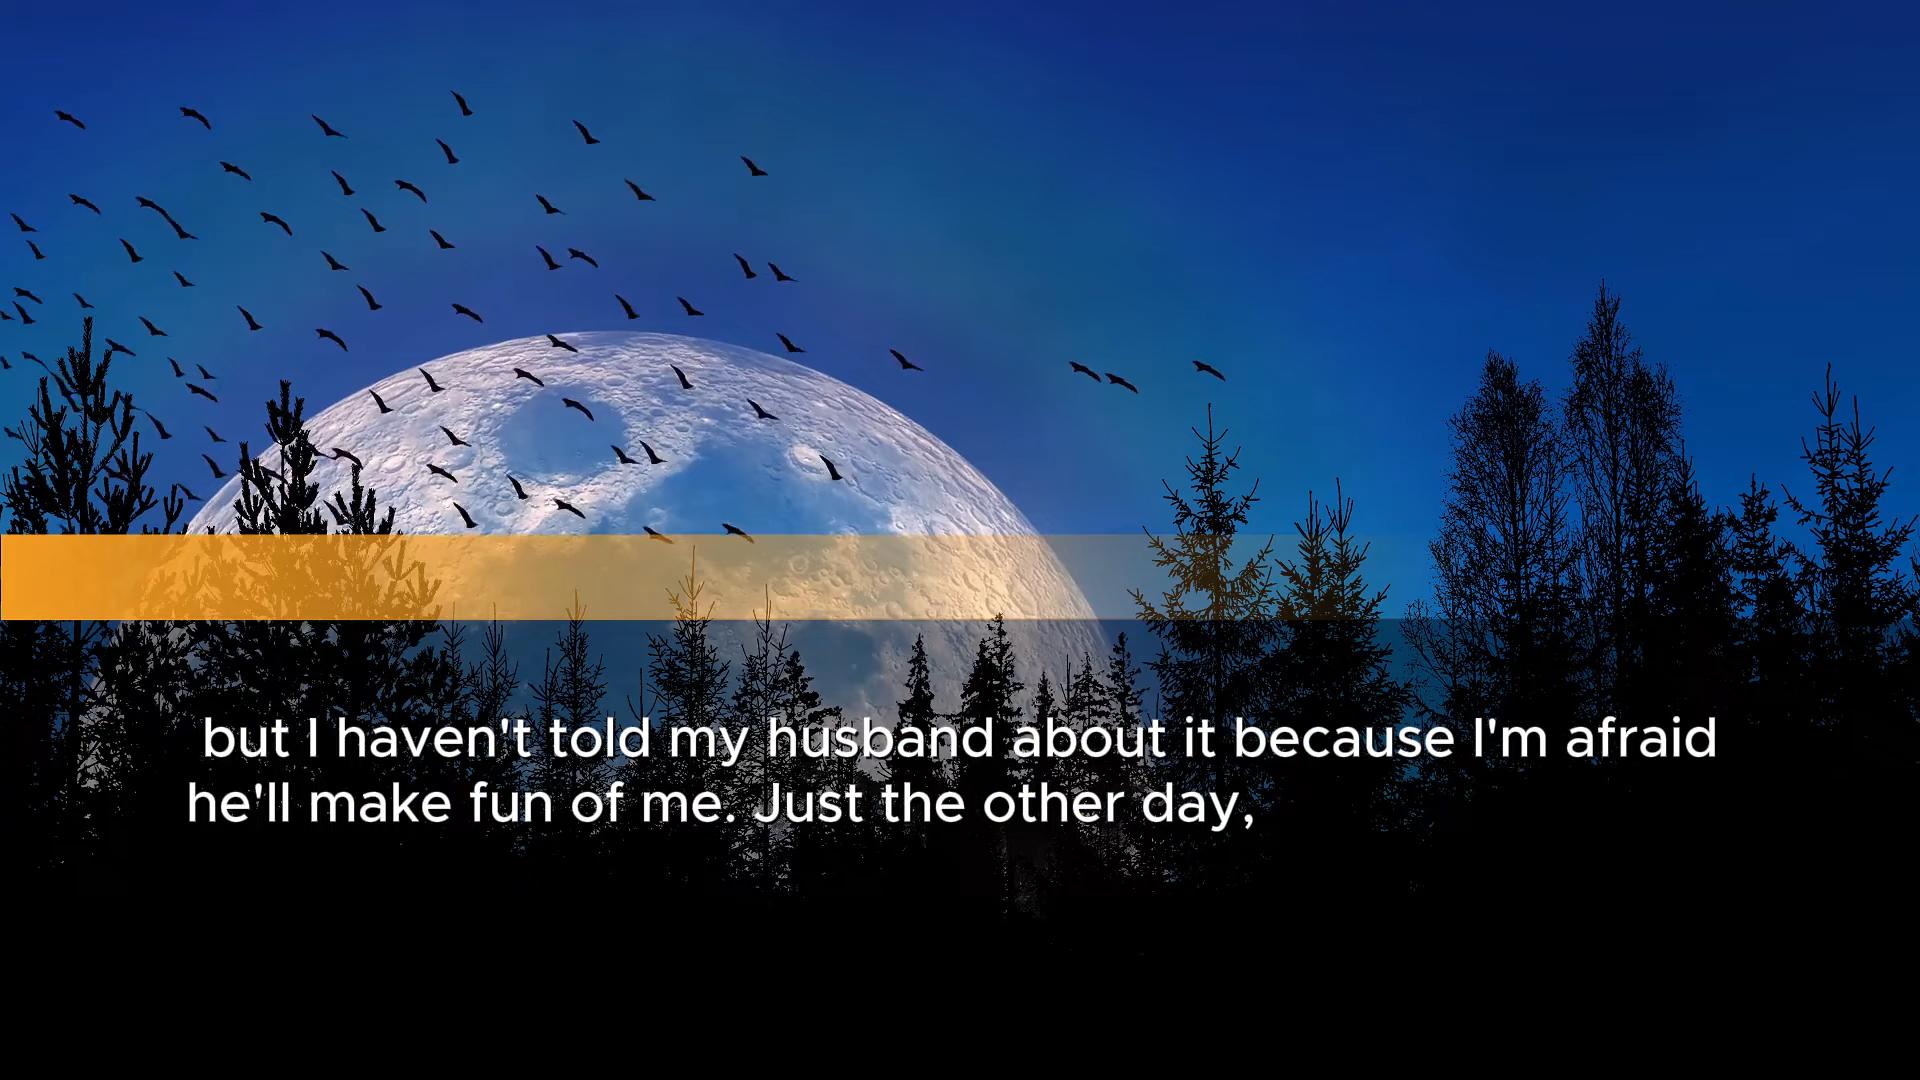 but I haven't told my husband about it because I'm afraid
he'll make fun of me. Just the other day,